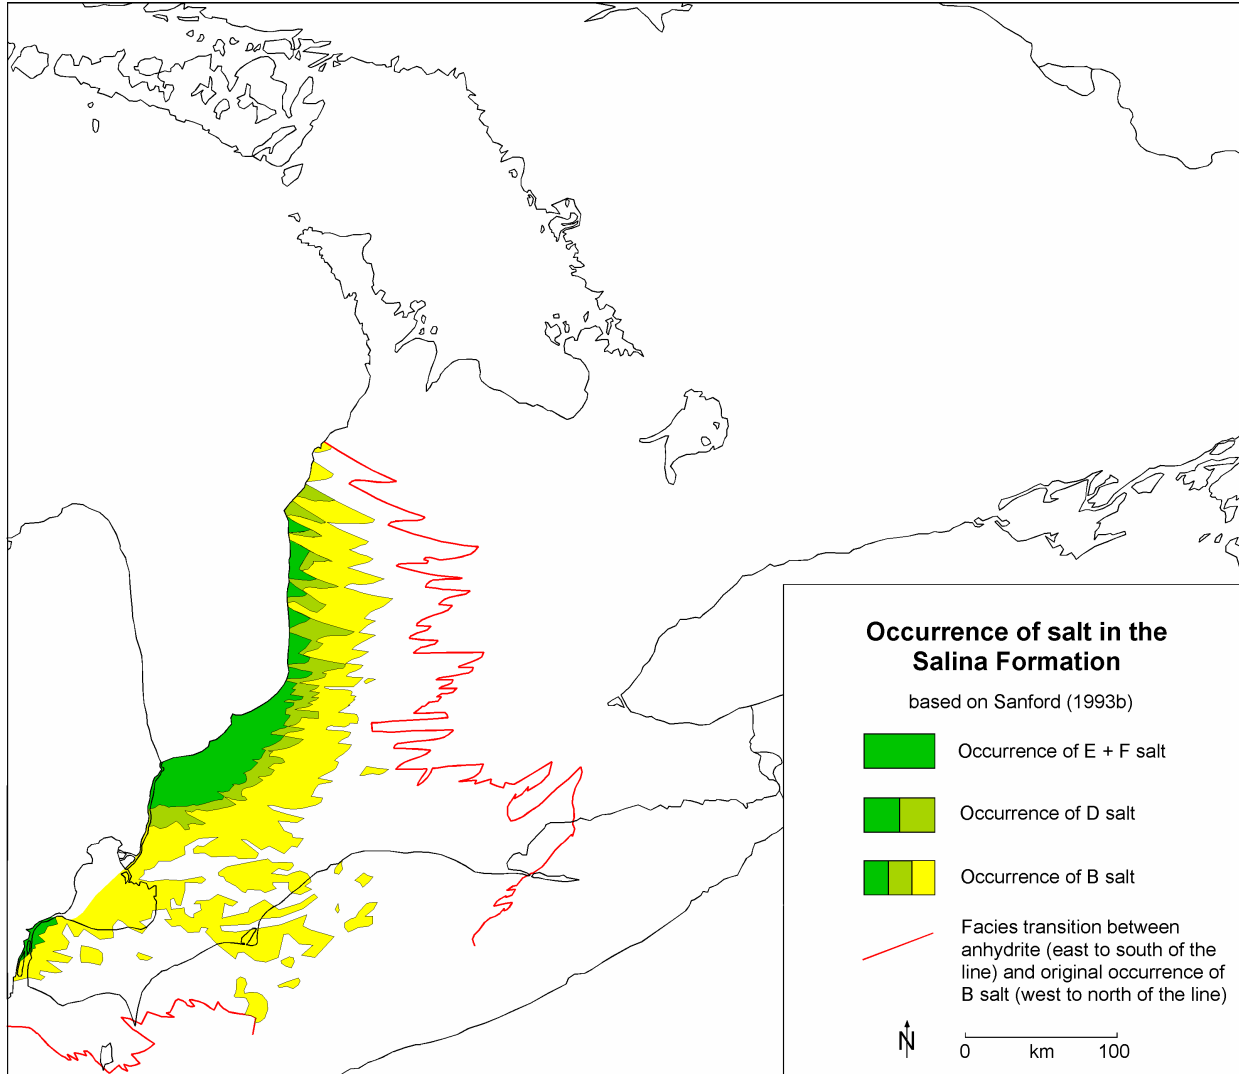 Occurrence of salt in the
Salina Formation
based on Sanford (1993b)
Occurrence of E + F salt
Occurrence of D salt
Occurrence of B salt
Facies transition between
anhydrite (east to south of the
line) and original occurrence of
B salt (west to north of the line)
N
0 km 100